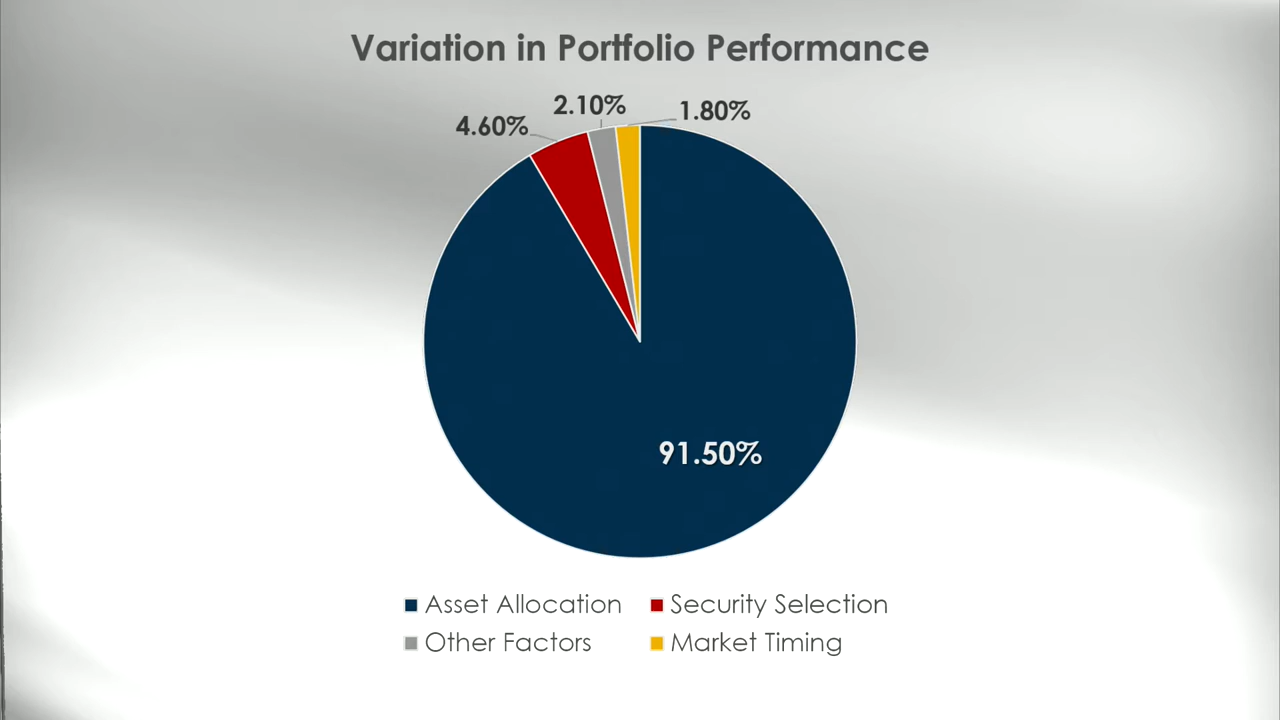 Variation in Portfolio Performance
2.10%
1.80%
4.60%
91.50%
Asset Allocation
Security Selection
Other Factors
Market Timing